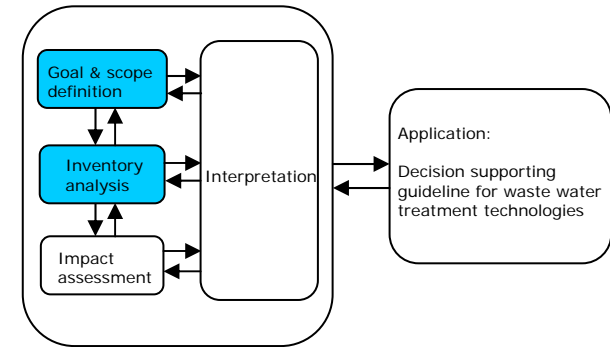 Goal & scope
definition
Inventory
analysis
Impact
assessment
Interpretation
Application:
Decision supporting
guideline for waste water
treatment technologies